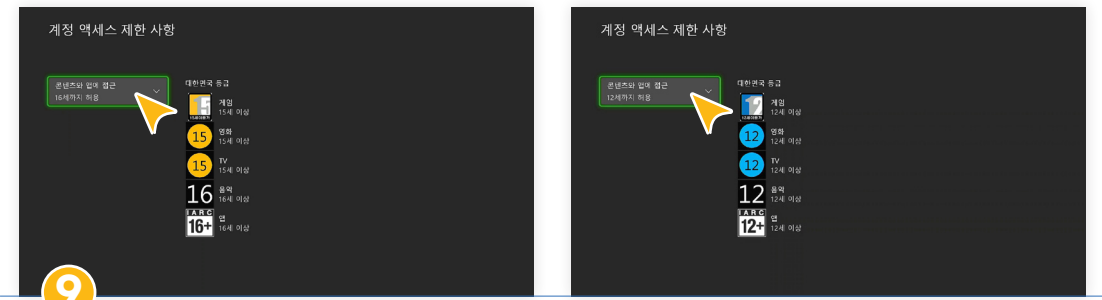 계정 액세스 제한 사항
콘텐츠와 앱에 접근
16세까지 허용
대한민국 등급
15
게임
15세 이상
15
영화
15세 이상
15
TV
15세 이상
16
음악
16세 이상
IARC
16+
앱
16세 이상
9
계정 액세스 제한 사항
콘텐츠와 앱에 접근
12세까지 허용
대한민국 등급
12
게임
12세 이상
12
영화
12세 이상
12
TV
12세 이상
12
음악
12세 이상
IARC
12+
앱
12세 이상